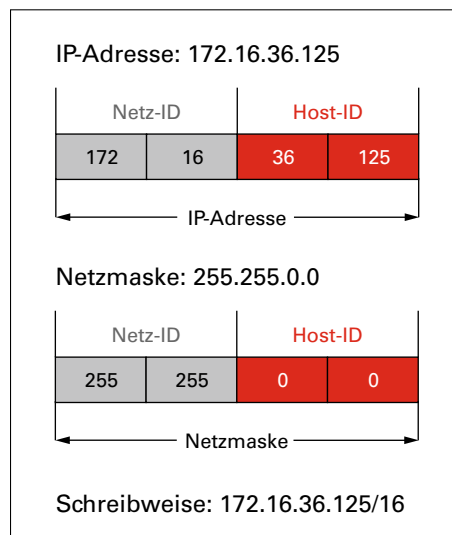 IP-Adresse: 172.16.36.125
Netz-ID Host-ID
172 16 36 125
IP-Adresse
Netzmaske: 255.255.0.0
Netz-ID Host-ID
255 255 0 0
Netzmaske
Schreibweise: 172.16.36.125/16